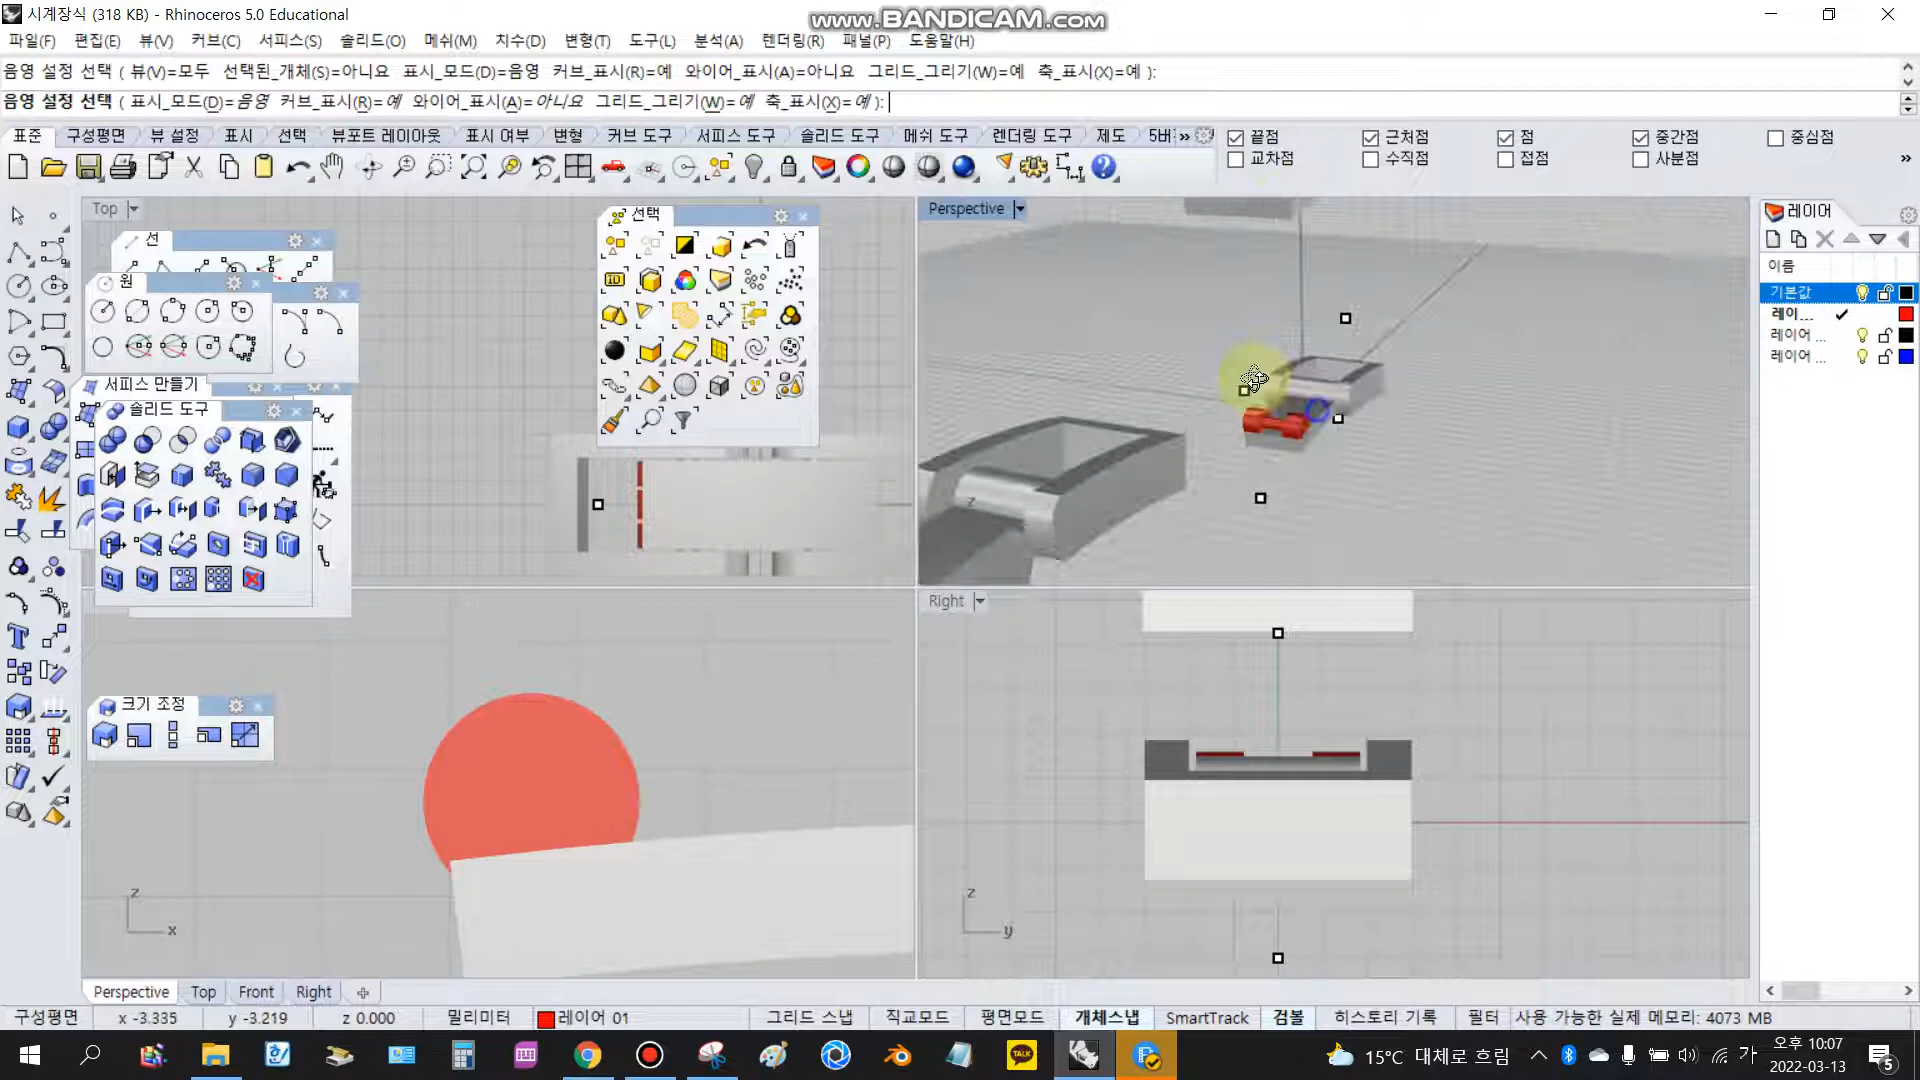 시계장식 (318 KB) - Rhinoceros 5.0 Educational
www.BANDICAM.com
파일(F) 편집(E) 뷰(V) 커브(C) 서피스(S) 솔리드(O) 메쉬(M) 치수(D) 변형(T) 도구(L) 분석(A) 렌더링(R) 패널(P) 도움말(H)
음영 설정 선택 ( 뷰(V)=모두 선택된_개체(S)=아니요 표시_모드(D)=음영 커브_표시(R)=예 와이어_표시(A)=아니요 그리드_그리기(W)=예 축_표시(X)=예 ):
음영 설정 선택 ( 표시_모드(D)=음영 커브_표시(R)=예 와이어_표시(A)=아니요 그리드_그리기(W)=예 축_표시(X)=예 ):
표준 구성평면 뷰 설정 표시 선택 뷰포트 레이아웃 표시 여부 변형 커브 도구 서피스 도구 솔리드 도구 메쉬 도구 렌더링 도구 제도 5버 »
끝점 근처점 점 중간점 중심점
교차점 수직점 접점 사분점 »
Top
선택
Perspective
레이어
선
이름
원
기본값
레이...
레이어 ...
레이어 ...
서피스 만들기
솔리드 도구
ID
z
Right
크기 조정
z
x
z
y
Perspective Top Front Right
구성평면 x -3.335 y -3.219 z 0.000 밀리미터 레이어 01 그리드 스냅 직교모드 평면모드 개체스냅 SmartTrack 검볼 히스토리 기록 필터 사용 가능한 실제 메모리: 4073 MB
TALK
15°C 대체로 흐림
가
오후 10:07
2022-03-13
5